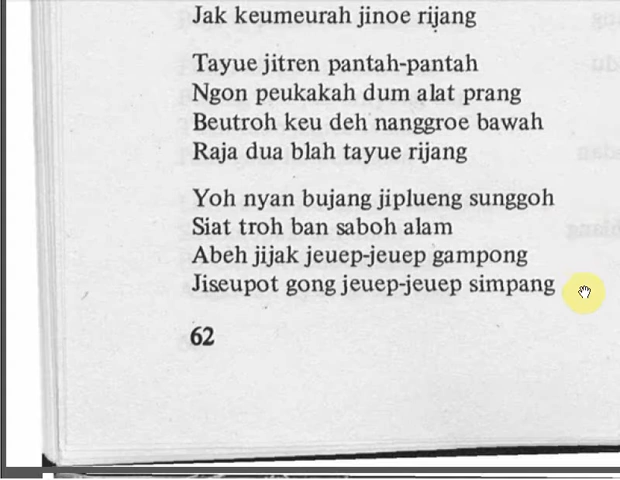 Jak keumeurah jinoe rijang
Tayue jitren pantah-pantah
Ngon peukakah dum alat prang
Beutroh keu deh nanggroe bawah
Raja dua blah tayue rijang
Yoh nyan bujang jiplueng sunggoh
Siat troh ban saboh alam
Abeh jijak jeuep-jeuep gampong
Jiseupot gong jeuep-jeuep simpang
62